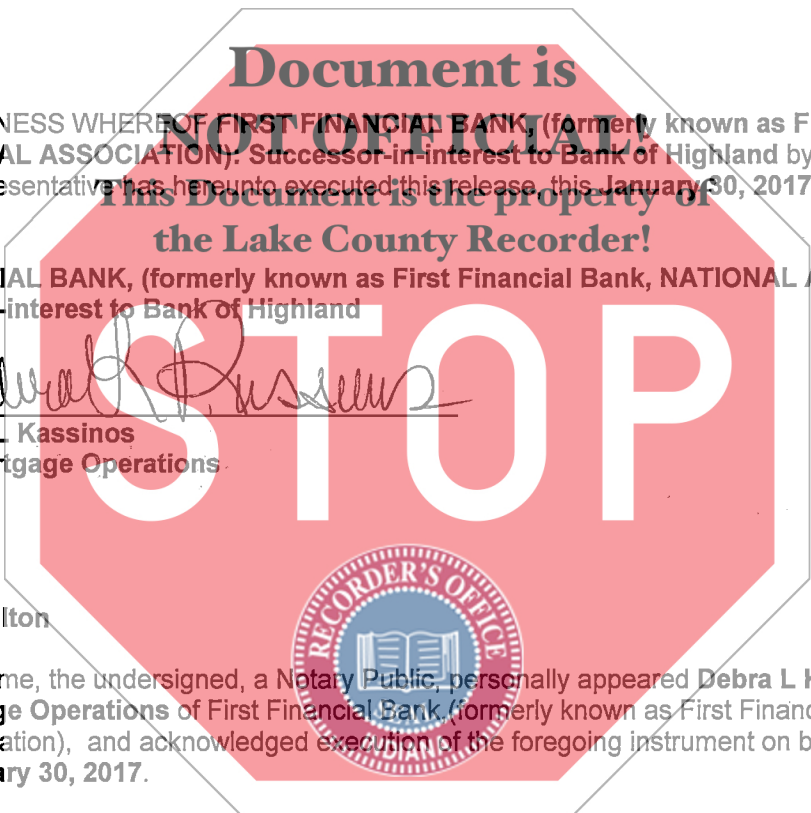 Document is
NESS WHEREOF FIRST FINANCIAL BANK, (formerly known as F
NOT OFFICIAL!
AL ASSOCIATION). Successor-in-interest to Bank of Highland by
esentative has hereunto executed this release, this January 30, 2017
This Document is the property of
the Lake County Recorder!
IAL BANK, (formerly known as First Financial Bank, NATIONAL A
-interest to Bank of Highland
STOP
L Kassinos
tgage Operations
RECORDER'S OFFICE
lton
me, the undersigned, a Notary Public, personally appeared Debra L K
ge Operations of First Financial Bank (formerly known as First Financ
ation), and acknowledged execution of the foregoing instrument on b
INDIANA
ary 30, 2017.